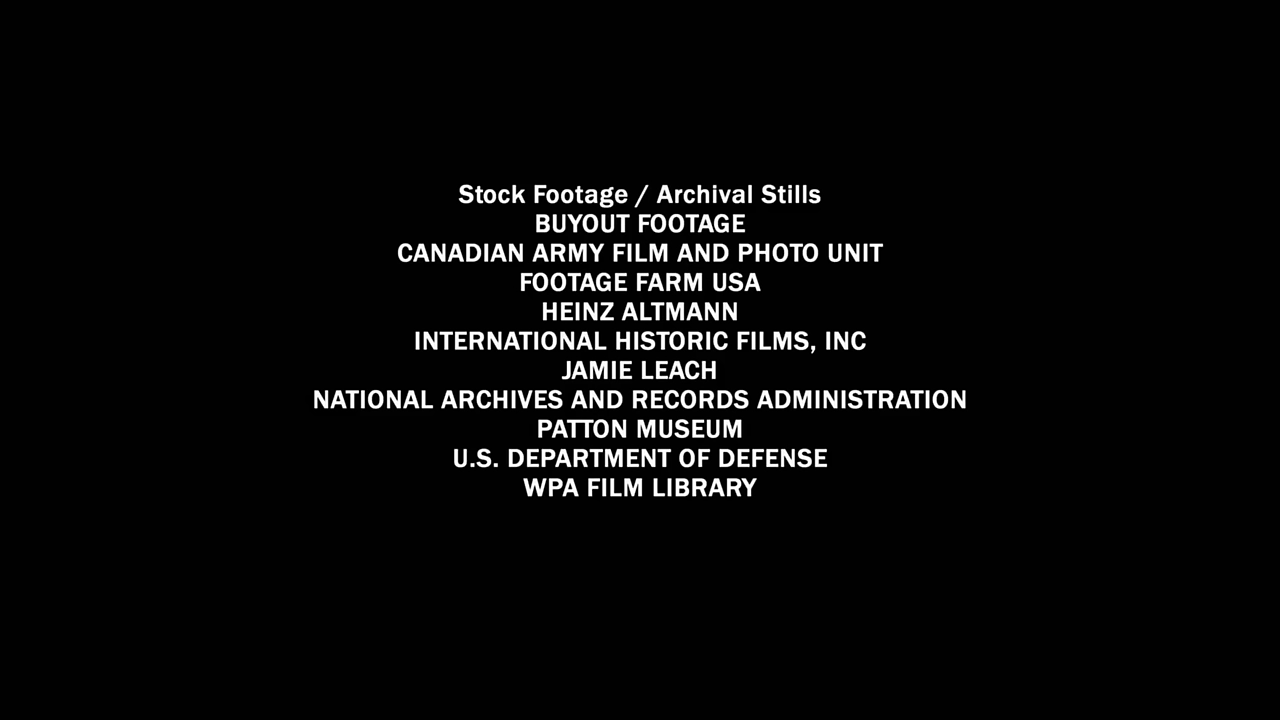 Stock Footage / Archival Stills
BUYOUT FOOTAGE
CANADIAN ARMY FILM AND PHOTO UNIT
FOOTAGE FARM USA
HEINZ ALTMANN
INTERNATIONAL HISTORIC FILMS, INC
JAMIE LEACH
NATIONAL ARCHIVES AND RECORDS ADMINISTRATION
PATTON MUSEUM
U.S. DEPARTMENT OF DEFENSE
WPA FILM LIBRARY